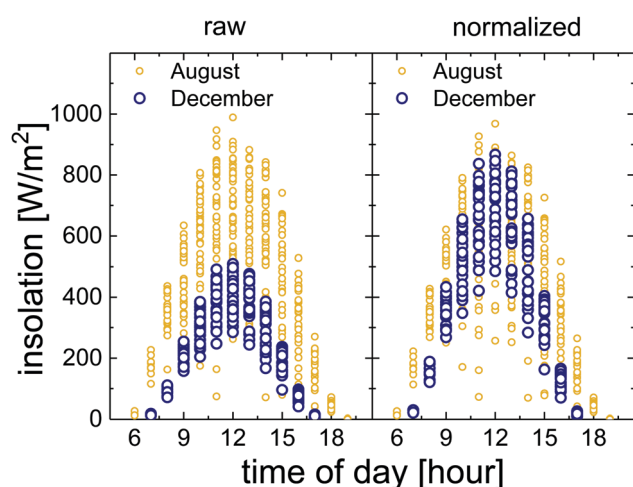 raw
normalized
August
December
August
December
insolation [W/m²]
1000
800
600
400
200
0
6 9 12 15 18
6 9 12 15 18
time of day [hour]